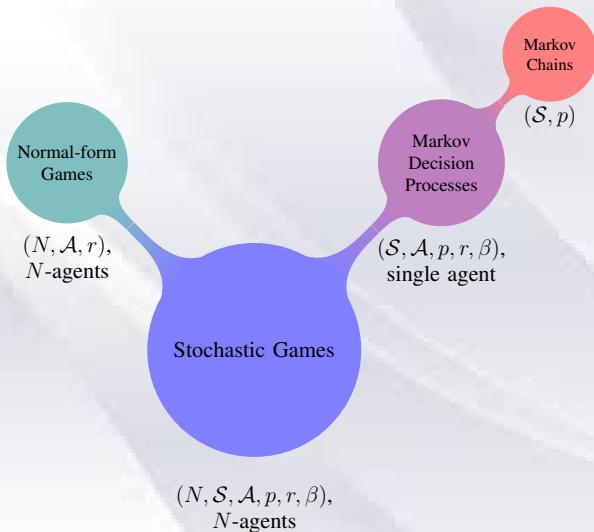 Markov
Chains
(𝒮, p)
Normal-form
Games
(N, 𝒜, r),
N-agents
Markov
Decision
Processes
(𝒮, 𝒜, p, r, β),
single agent
Stochastic Games
(N, 𝒮, 𝒜, p, r, β),
N-agents